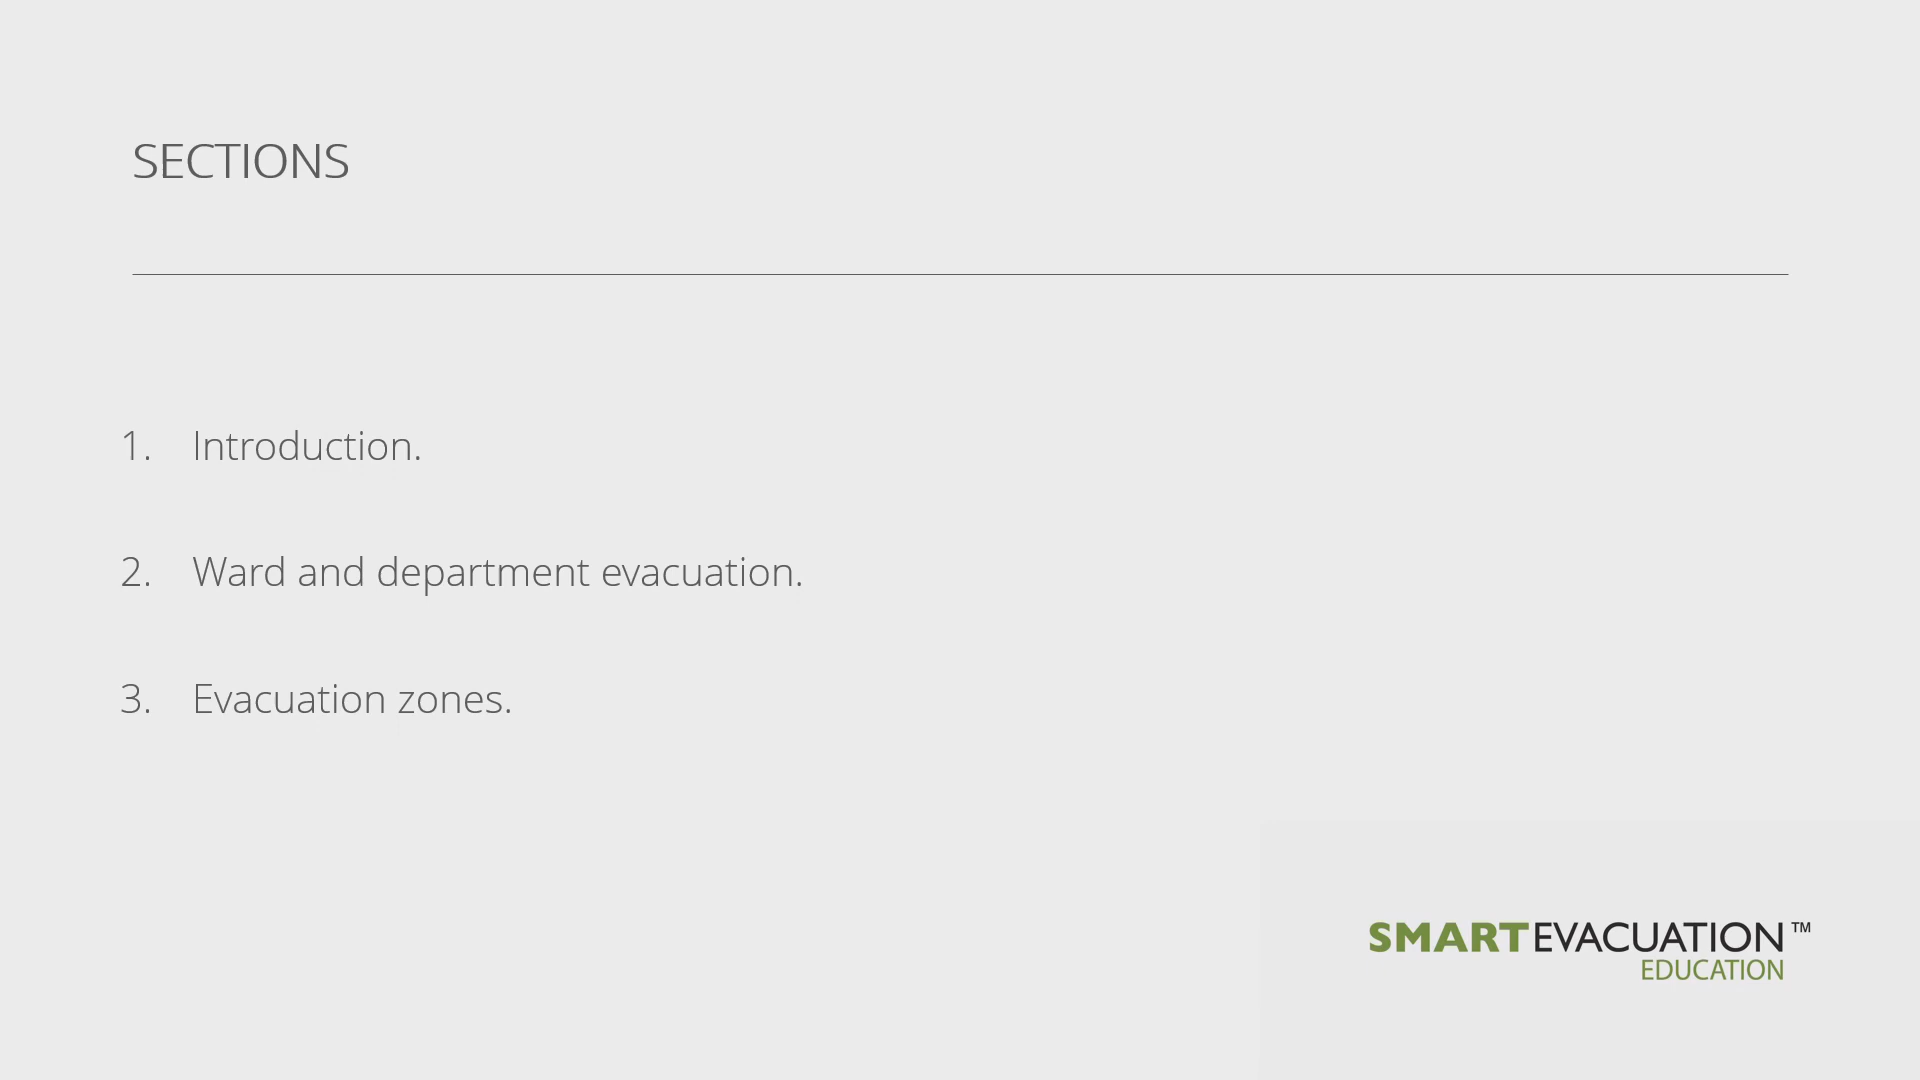 SECTIONS
1. Introduction.
2. Ward and department evacuation.
3. Evacuation zones.
SMARTEVACUATION™
EDUCATION